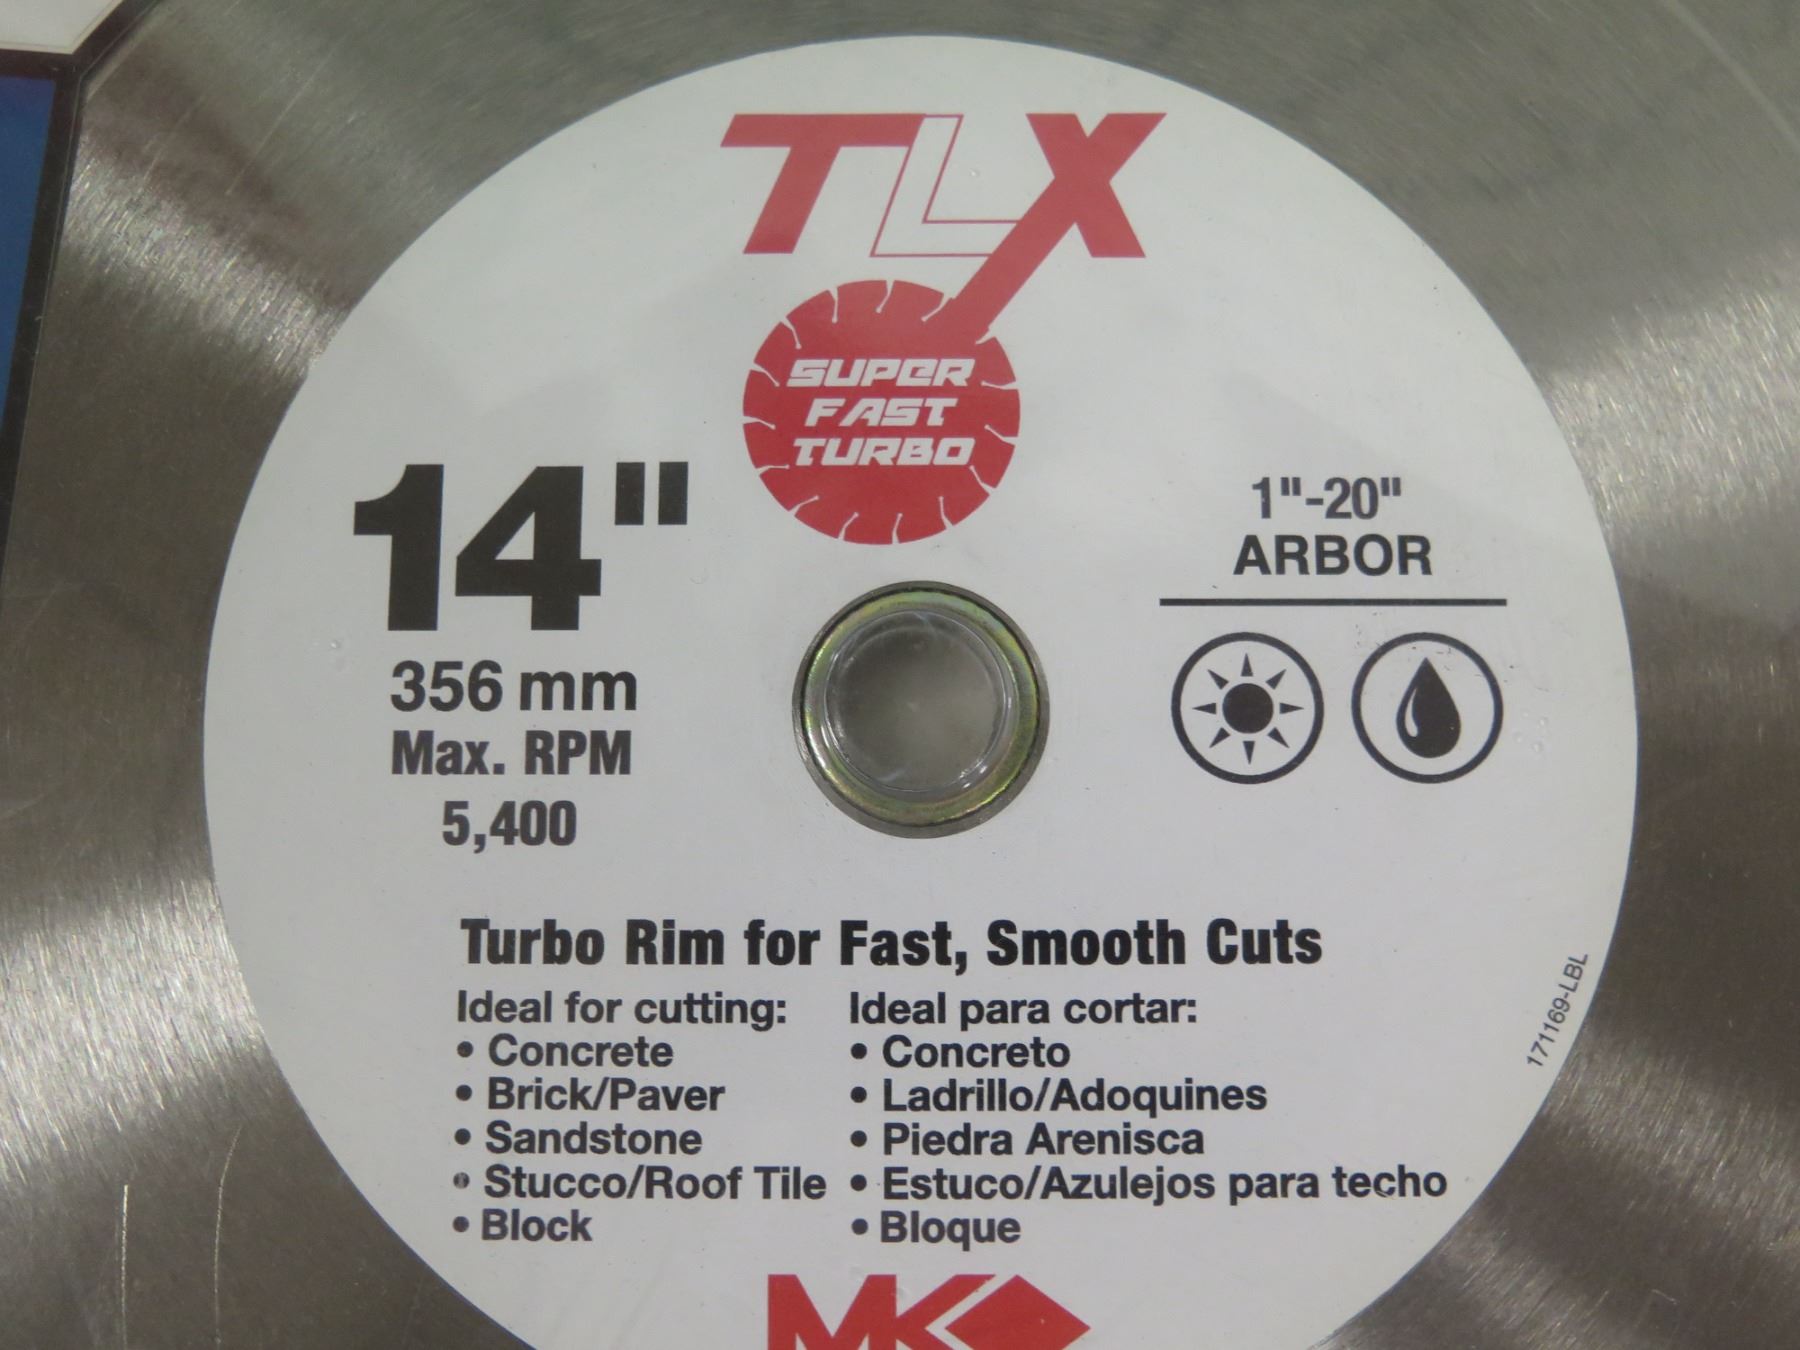 TLX
SUPER
FAST
TURBO
14"
356 mm
Max. RPM
5,400
1"-20"
ARBOR
Turbo Rim for Fast, Smooth Cuts
Ideal for cutting:
• Concrete
• Brick/Paver
• Sandstone
• Stucco/Roof Tile
• Block
Ideal para cortar:
• Concreto
• Ladrillo/Adoquines
• Piedra Arenisca
• Estuco/Azulejos para techo
• Bloque
171169-LBL
MK